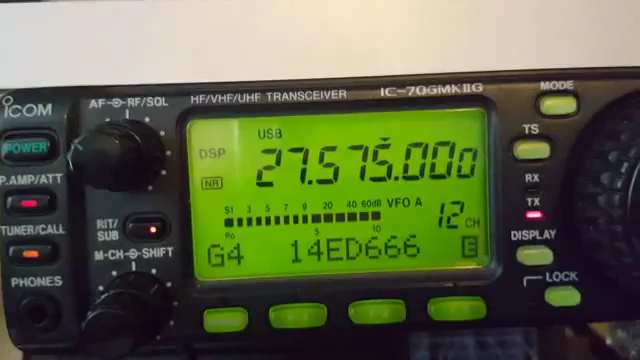 ICOM
AF RF/SQL
HF/VHF/UHF TRANSCEIVER
IC-706MKIIG
MODE
POWER
P.AMP/ATT
TUNER/CALL
PHONES
RIT/
SUB
M-CH SHIFT
USB
DSP
27.575.000
NR
S1 3 5 7 9 20 40 60dB VFO A
Po 5 10
12 CH
G4 14ED666 E
TS
RX
TX
DISPLAY
LOCK